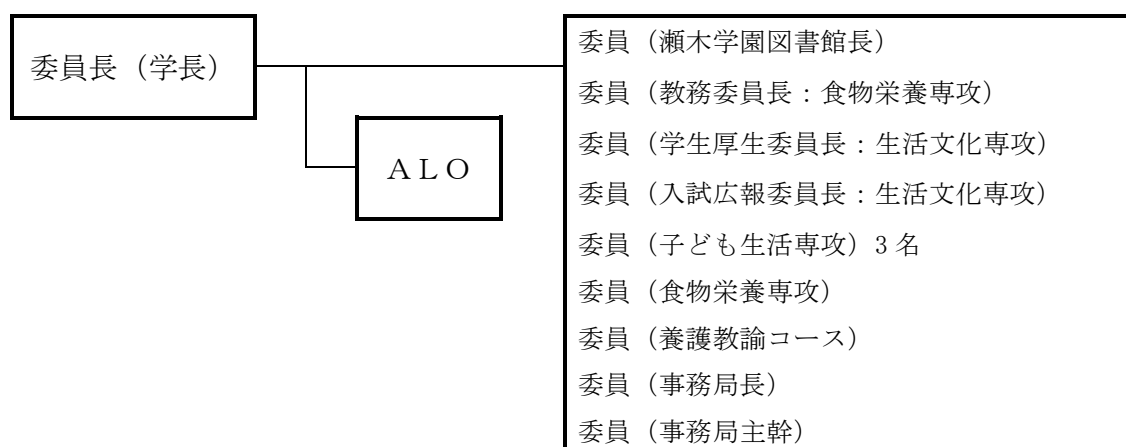 委員長（学長）
ＡＬＯ
委員（瀬木学園図書館長）
委員（教務委員長：食物栄養専攻）
委員（学生厚生委員長：生活文化専攻）
委員（入試広報委員長：生活文化専攻）
委員（子ども生活専攻）3 名
委員（食物栄養専攻）
委員（養護教諭コース）
委員（事務局長）
委員（事務局主幹）